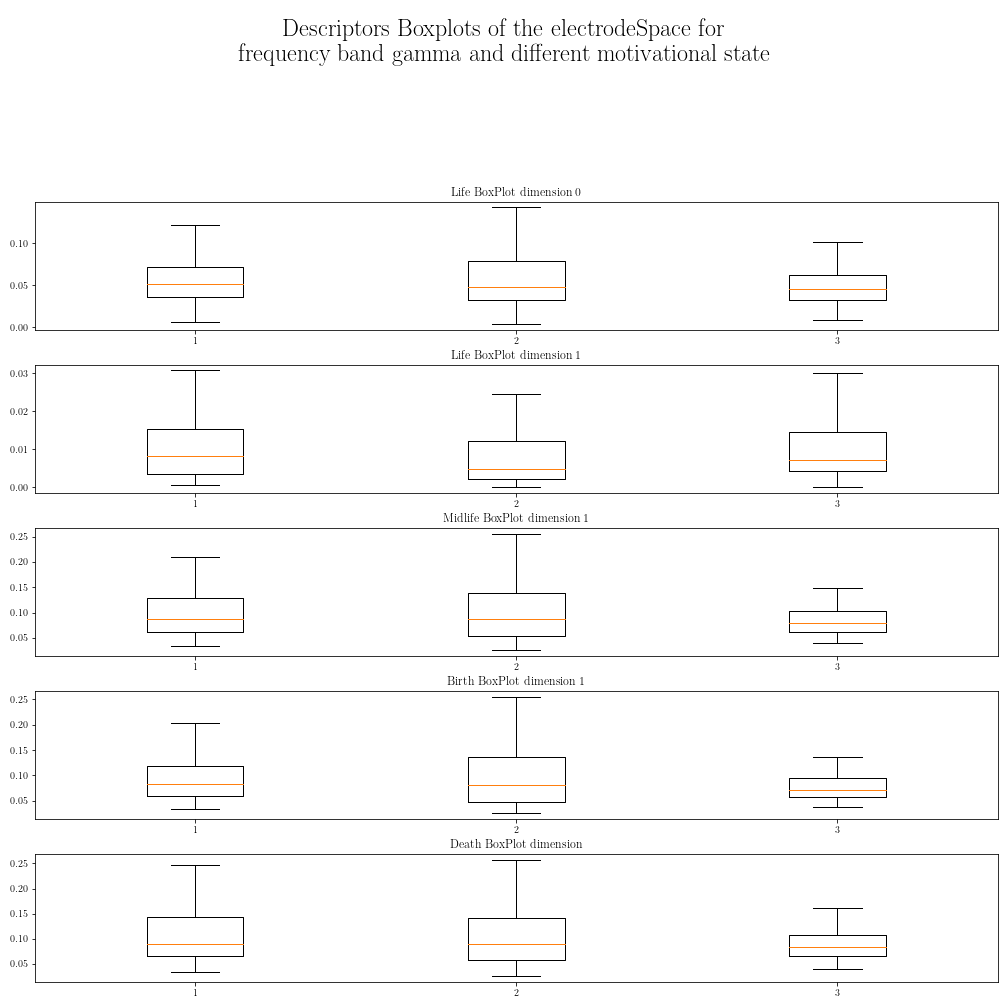 Descriptors Boxplots of the electrodeSpace for
frequency band gamma and different motivational state
Life BoxPlot dimension 0
0.10
0.05
0.00
1 2 3
Life BoxPlot dimension 1
0.03
0.02
0.01
0.00
1 2 3
Midlife BoxPlot dimension 1
0.25
0.20
0.15
0.10
0.05
1 2 3
Birth BoxPlot dimension 1
0.25
0.20
0.15
0.10
0.05
1 2 3
Death BoxPlot dimension
0.25
0.20
0.15
0.10
0.05
1 2 3